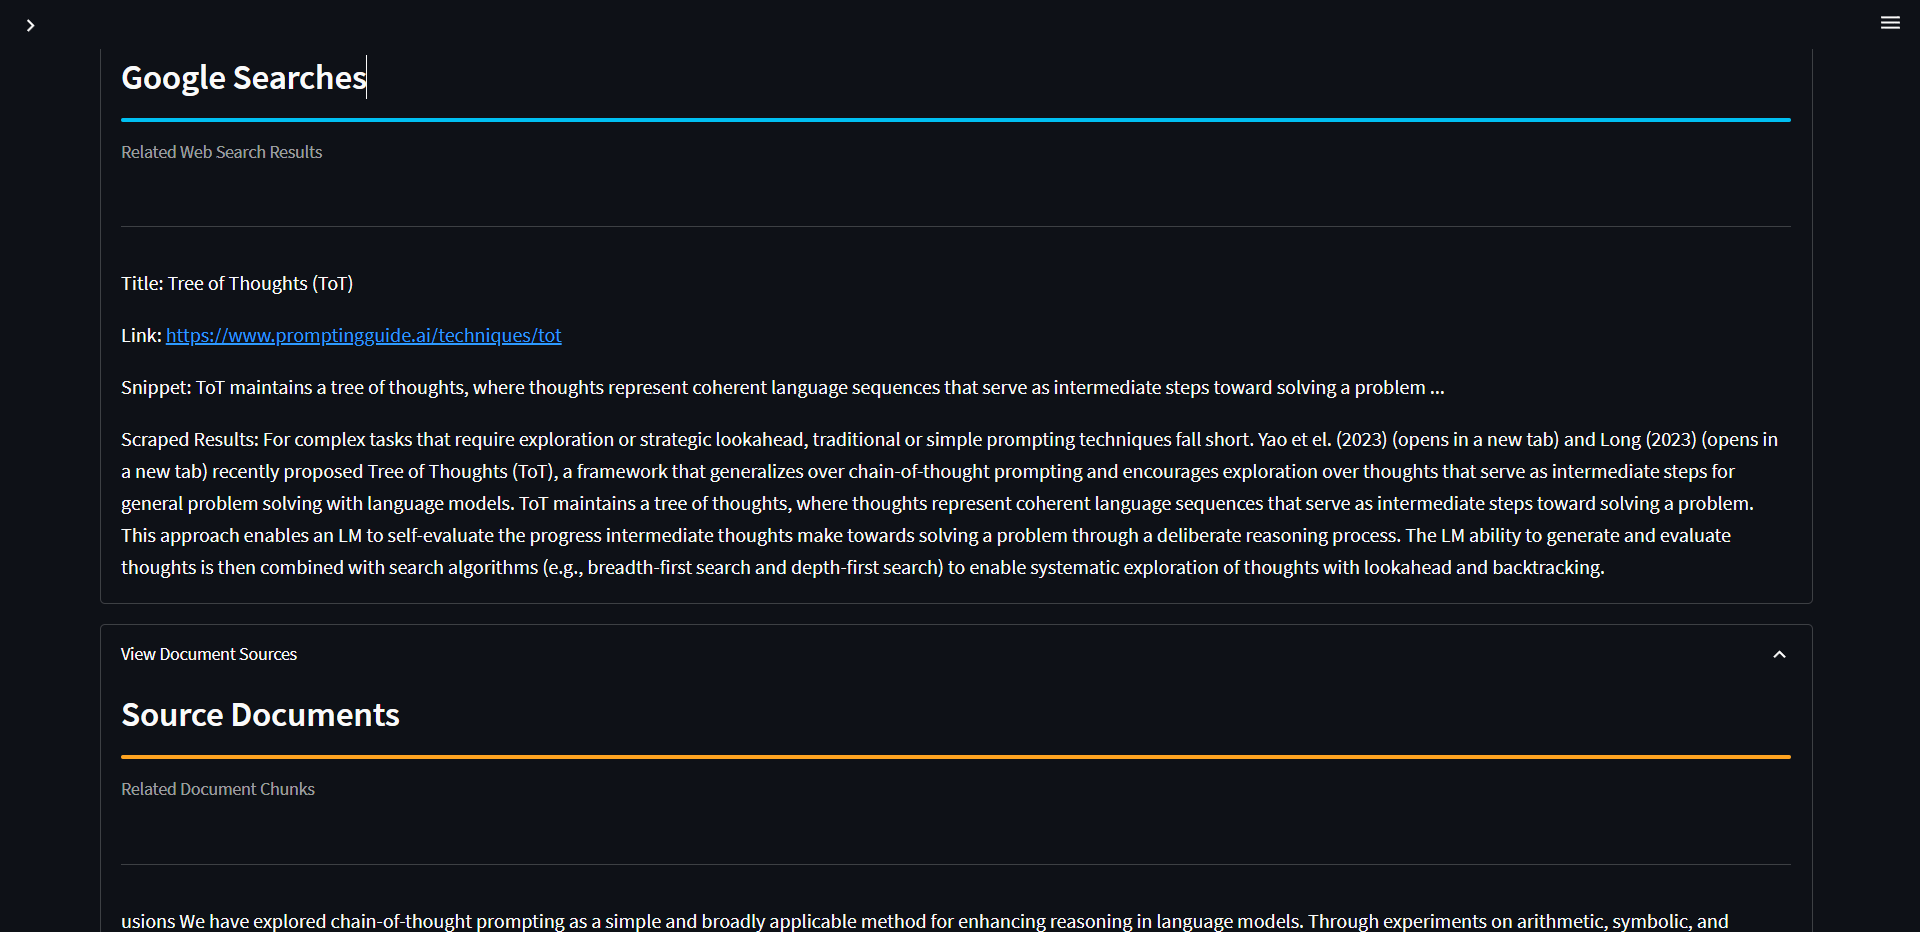 Google Searches
Related Web Search Results
Title: Tree of Thoughts (ToT)
Link: https://www.promptingguide.ai/techniques/tot
Snippet: ToT maintains a tree of thoughts, where thoughts represent coherent language sequences that serve as intermediate steps toward solving a problem ...
Scraped Results: For complex tasks that require exploration or strategic lookahead, traditional or simple prompting techniques fall short. Yao et el. (2023) (opens in a new tab) and Long (2023) (opens in
a new tab) recently proposed Tree of Thoughts (ToT), a framework that generalizes over chain-of-thought prompting and encourages exploration over thoughts that serve as intermediate steps for
general problem solving with language models. ToT maintains a tree of thoughts, where thoughts represent coherent language sequences that serve as intermediate steps toward solving a problem.
This approach enables an LM to self-evaluate the progress intermediate thoughts make towards solving a problem through a deliberate reasoning process. The LM ability to generate and evaluate
thoughts is then combined with search algorithms (e.g., breadth-first search and depth-first search) to enable systematic exploration of thoughts with lookahead and backtracking.
View Document Sources
Source Documents
Related Document Chunks
usions We have explored chain-of-thought prompting as a simple and broadly applicable method for enhancing reasoning in language models. Through experiments on arithmetic, symbolic, and